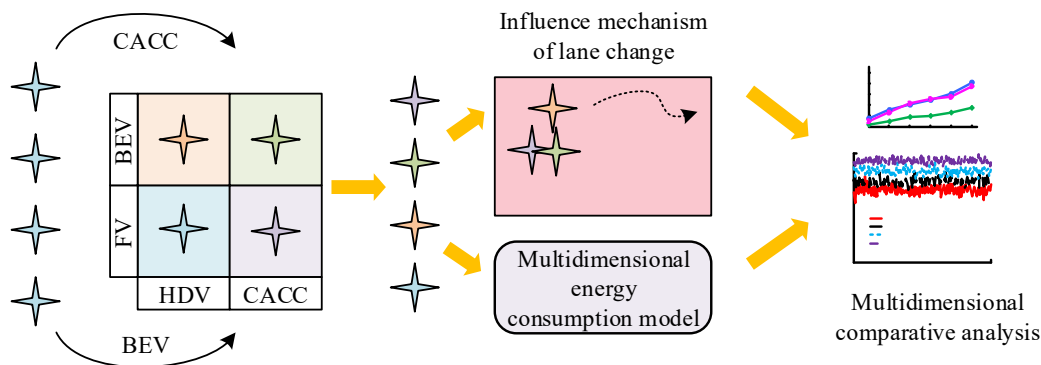 CACC
BEV
FV
HDV
CACC
BEV
Influence mechanism
of lane change
Multidimensional
energy
consumption model
Multidimensional
comparative analysis